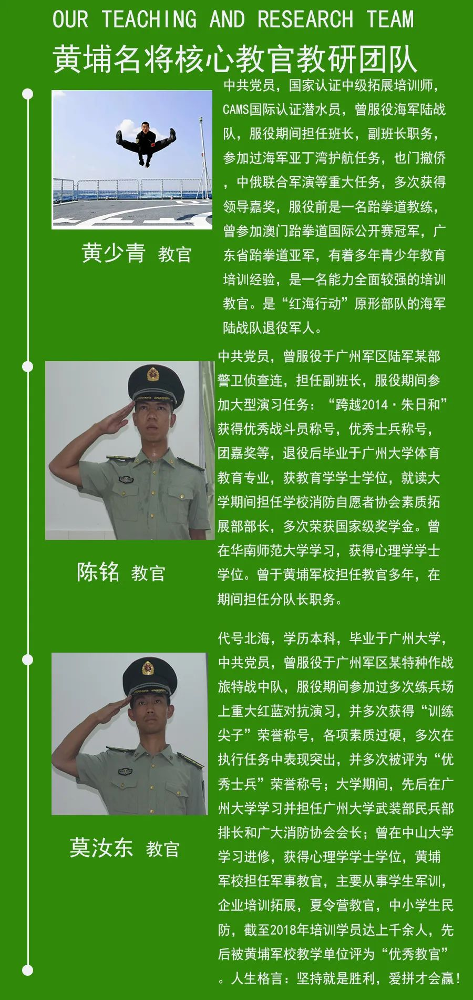 OUR TEACHING AND RESEARCH TEAM
黄埔名将核心教官教研团队
中共党员，国家认证中级拓展培训师，
CAMS国际认证潜水员，曾服役海军陆战
队，服役期间担任班长，副班长职务，
参加过海军亚丁湾护航任务，也门撤侨
，中俄联合军演等重大任务，多次获得
领导嘉奖，服役前是一名跆拳道教练，
曾参加澳门跆拳道国际公开赛冠军，广
东省跆拳道亚军，有着多年青少年教育
培训经验，是一名能力全面较强的培训
教官。是“红海行动”原形部队的海军
陆战队退役军人。
黄少青 教官
中共党员，曾服役于广州军区陆军某部
警卫侦查连，担任副班长，服役期间参
加大型演习任务：“跨越2014·朱日和”
获得优秀战斗员称号，优秀士兵称号，
团嘉奖等，退役后毕业于广州大学体育
教育专业，获教育学学士学位，就读大
学期间担任学校消防自愿者协会素质拓
展部部长，多次荣获国家级奖学金。曾
在华南师范大学学习，获得心理学学士
学位。曾于黄埔军校担任教官多年，在
期间担任分队长职务。
陈铭 教官
代号北海，学历本科，毕业于广州大学，
中共党员，曾服役于广州军区某特种作战
旅特战中队，服役期间参加过多次练兵场
上重大红蓝对抗演习，并多次获得“训练
尖子”荣誉称号，各项素质过硬，多次在
执行任务中表现突出，并多次被评为“优
秀士兵”荣誉称号；大学期间，先后在广
州大学学习并担任广州大学武装部民兵部
排长和广大消防协会会长；曾在中山大学
学习进修，获得心理学学士学位，黄埔
军校担任军事教官，主要从事学生军训，
企业培训拓展，夏令营教官，中小学生民
防，截至2018年培训学员达上千余人，先
后被黄埔军校教学单位评为“优秀教官”
。人生格言：坚持就是胜利，爱拼才会赢！
莫汝东 教官